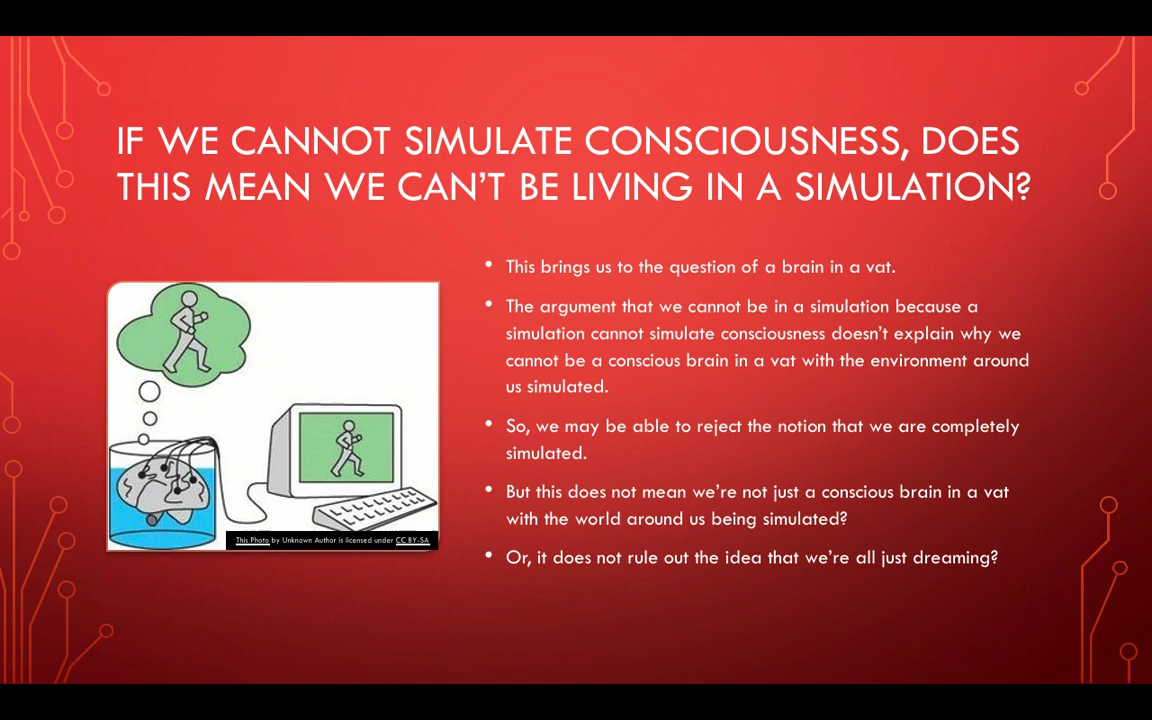 IF WE CANNOT SIMULATE CONSCIOUSNESS, DOES
THIS MEAN WE CAN'T BE LIVING IN A SIMULATION?
• This brings us to the question of a brain in a vat.
• The argument that we cannot be in a simulation because a
simulation cannot simulate consciousness doesn't explain why we
cannot be a conscious brain in a vat with the environment around
us simulated.
• So, we may be able to reject the notion that we are completely
simulated.
• But this does not mean we're not just a conscious brain in a vat
with the world around us being simulated?
• Or, it does not rule out the idea that we're all just dreaming?
This Photo by Unknown Author is licensed under CC BY-SA